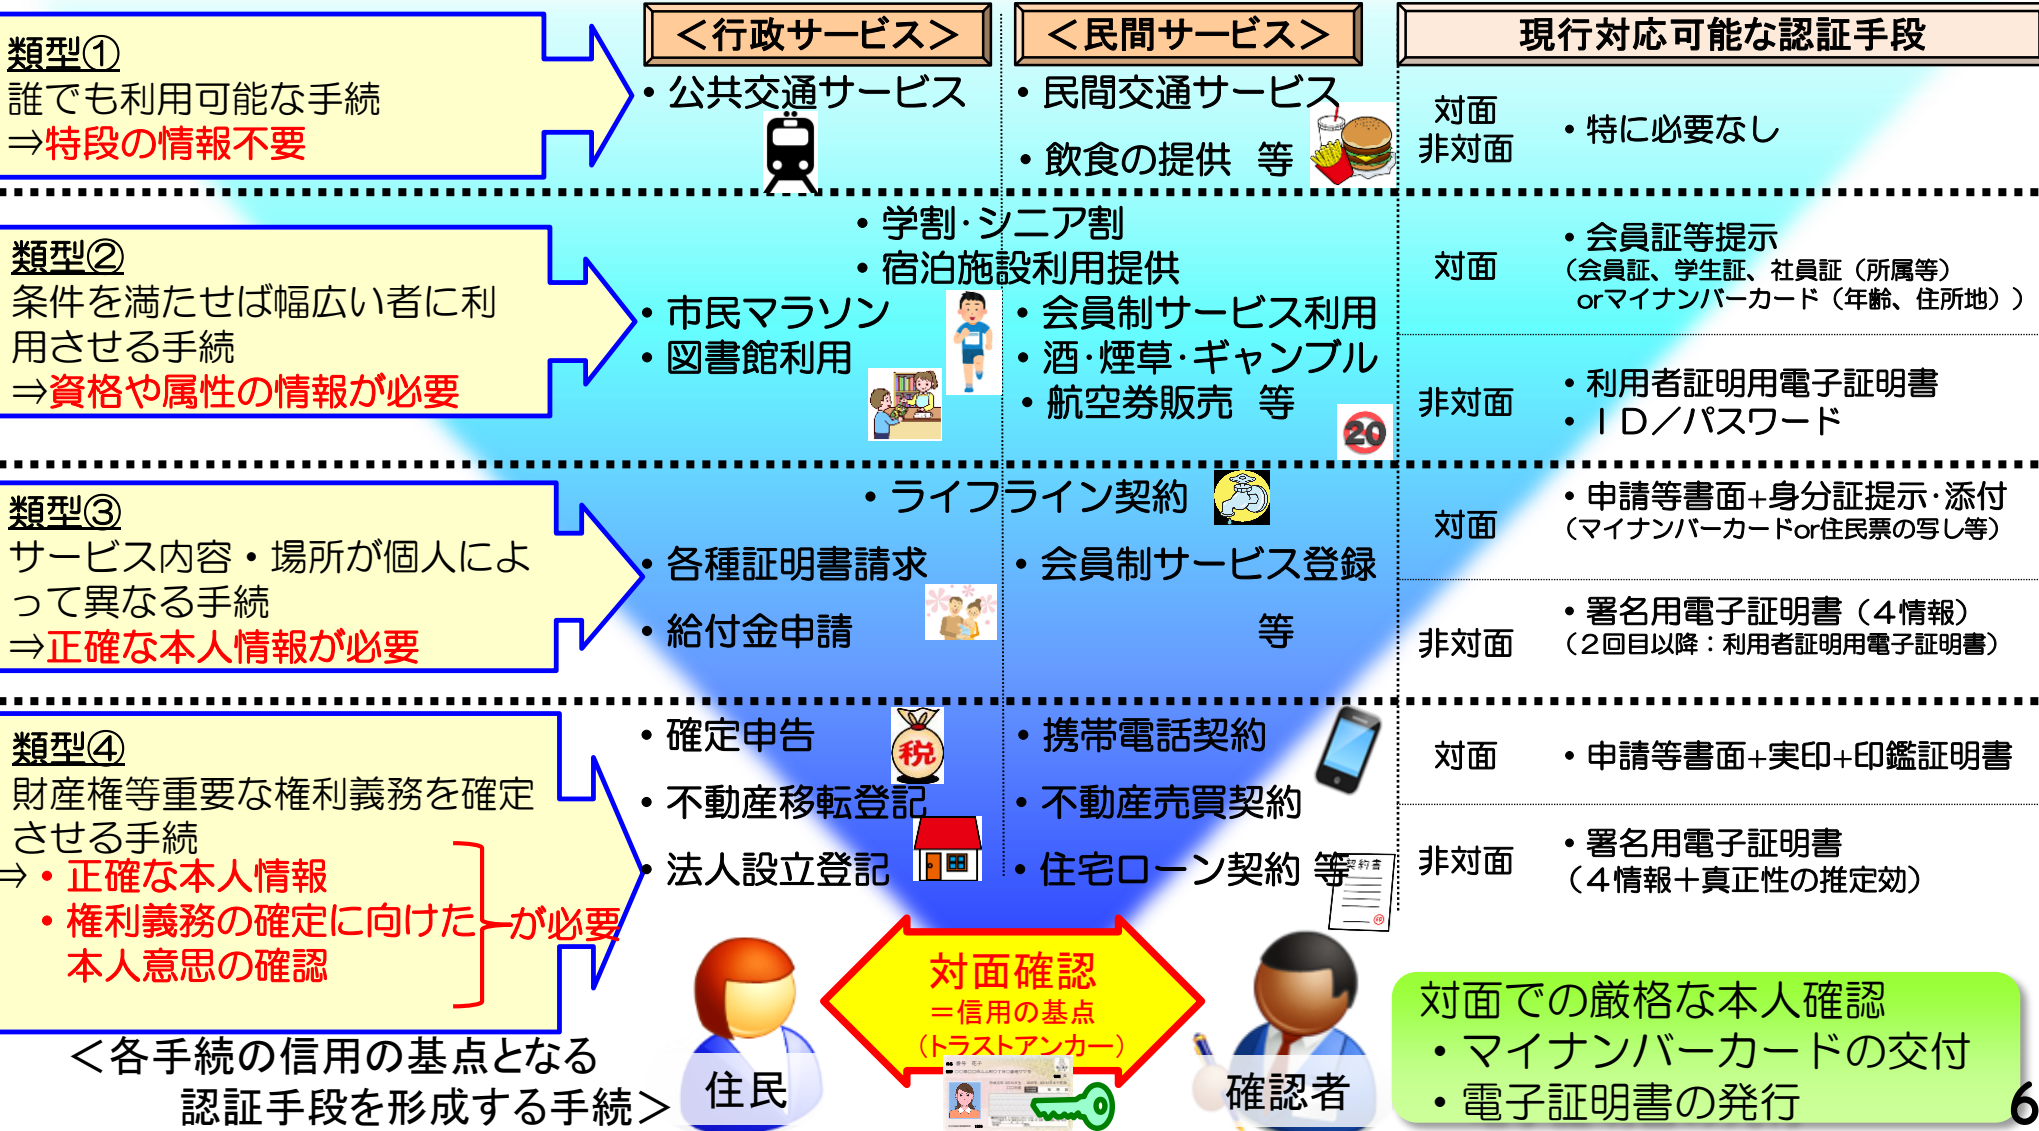 ＜行政サービス＞
＜民間サービス＞
現行対応可能な認証手段
類型①
誰でも利用可能な手続
⇒特段の情報不要
・公共交通サービス
・民間交通サービス
・飲食の提供 等
対面
非対面
・特に必要なし
類型②
条件を満たせば幅広い者に利
用させる手続
⇒資格や属性の情報が必要
・学割・シニア割
・宿泊施設利用提供
・市民マラソン
・図書館利用
・会員制サービス利用
・酒・煙草・ギャンブル
・航空券販売 等
20
対面
・会員証等提示
（会員証、学生証、社員証（所属等）
orマイナンバーカード（年齢、住所地））
非対面
・利用者証明用電子証明書
・ＩＤ／パスワード
類型③
サービス内容・場所が個人によ
って異なる手続
⇒正確な本人情報が必要
・ライフライン契約
・各種証明書請求
・給付金申請
・会員制サービス登録
等
対面
・申請等書面+身分証提示・添付
（マイナンバーカードor住民票の写し等）
非対面
・署名用電子証明書（４情報）
（２回目以降：利用者証明用電子証明書）
類型④
財産権等重要な権利義務を確定
させる手続
⇒・正確な本人情報
・権利義務の確定に向けた
本人意思の確認
が必要
・確定申告
税
・不動産移転登記
・法人設立登記
・携帯電話契約
・不動産売買契約
・住宅ローン契約 等
契約書
対面
・申請等書面+実印+印鑑証明書
非対面
・署名用電子証明書
（４情報＋真正性の推定効）
＜各手続の信用の基点となる
認証手段を形成する手続＞
住民
対面確認
＝信用の基点
（トラストアンカー）
確認者
対面での厳格な本人確認
・マイナンバーカードの交付
・電子証明書の発行
6